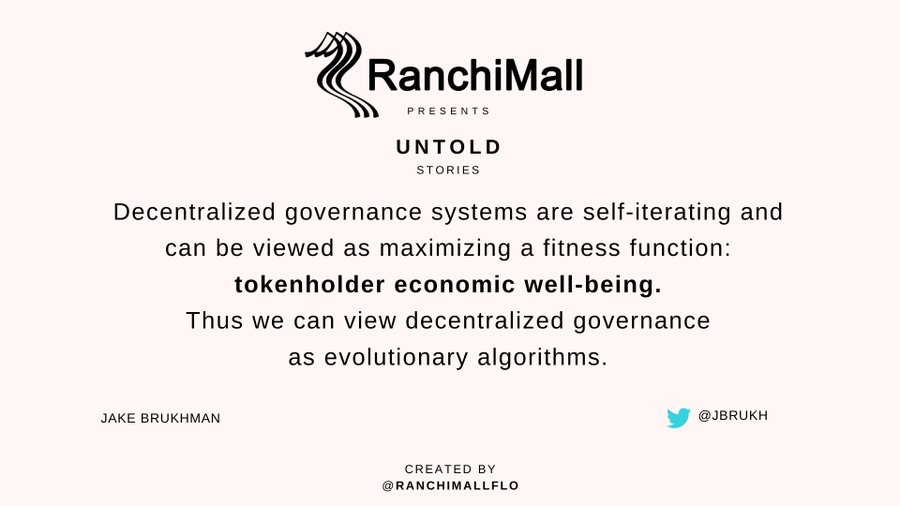 RanchiMall
PRESENTS
UNTOLD
STORIES
Decentralized governance systems are self-iterating and
can be viewed as maximizing a fitness function:
tokenholder economic well-being.
Thus we can view decentralized governance
as evolutionary algorithms.
JAKE BRUKHMAN
@JBRUKH
CREATED BY
@RANCHIMALLFLO